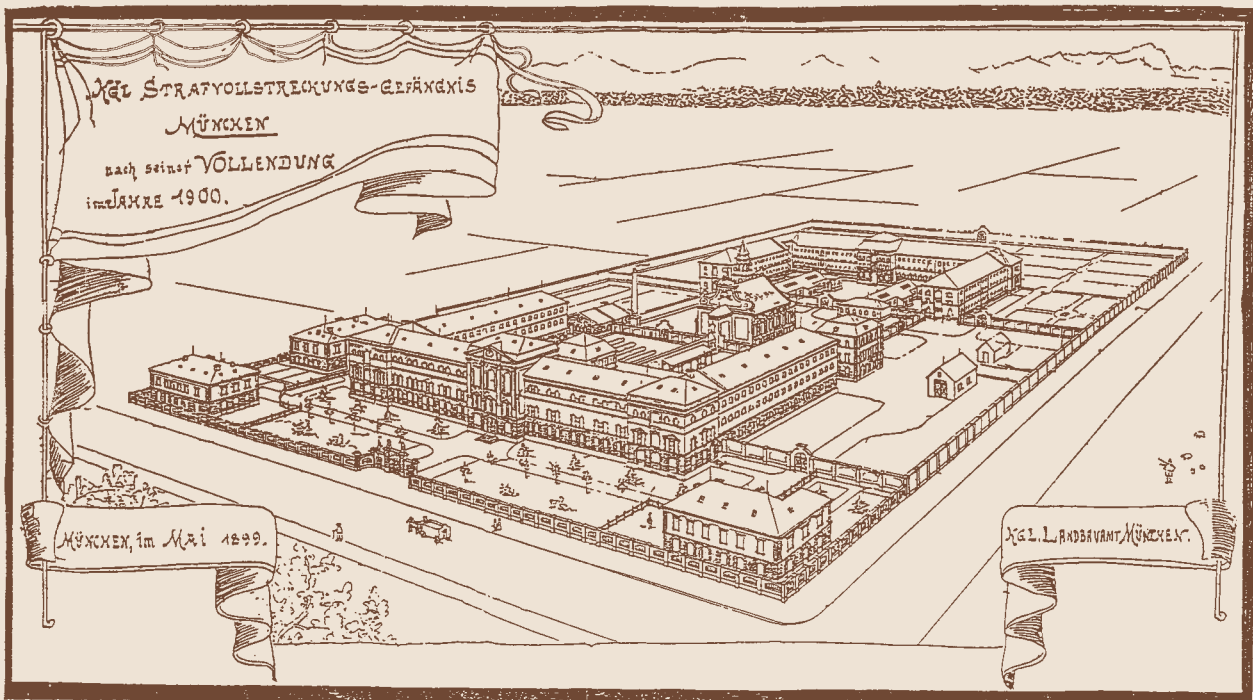 Kgl STRAFVOLLSTRECKUNGS-GEFÄNGNIS
MÜNCHEN
nach seiner VOLLENDUNG
im JAHRE 1900.
MÜNCHEN, im Mai 1899.
KGL. LANDBAUAMT MÜNCHEN.